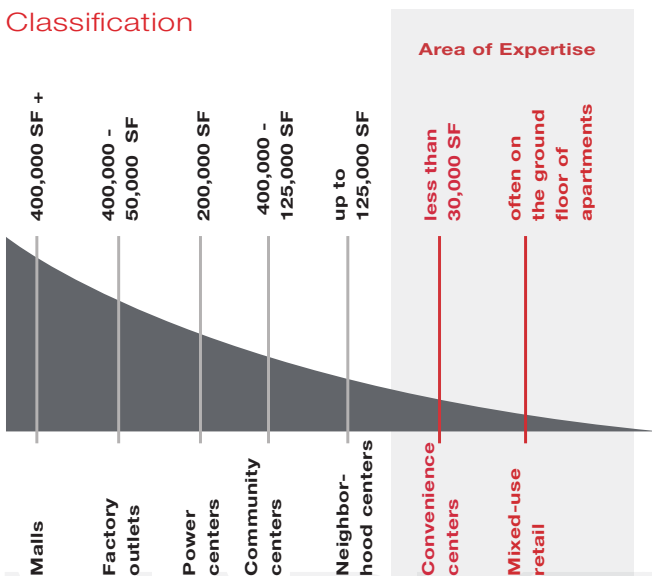 Classification
Area of Expertise
400,000 SF +
400,000 -
50,000 SF
200,000 SF
400,000 -
125,000 SF
up to
125,000 SF
less than
30,000 SF
often on
the ground
floor of
apartments
Malls
Factory
outlets
Power
centers
Community
centers
Neighbor-
hood centers
Convenience
centers
Mixed-use
retail